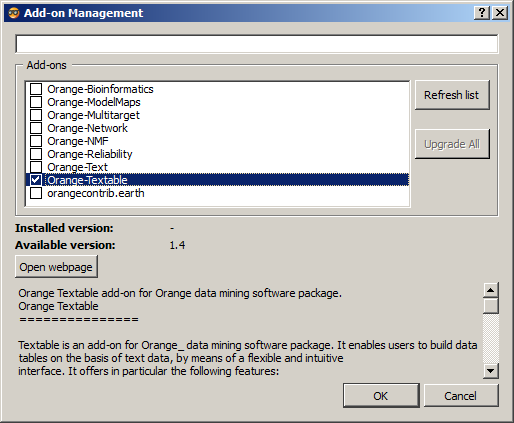 Add-on Management
Add-ons
Orange-Bioinformatics
Orange-ModelMaps
Orange-Multitarget
Orange-Network
Orange-NMF
Orange-Reliability
Orange-Text
Orange-Textable
orangecontrib.earth
Refresh list
Upgrade All
Installed version: -
Available version: 1.4
Open webpage
Orange Textable add-on for Orange data mining software package.
Orange Textable
===============
Textable is an add-on for Orange_ data mining software package. It enables users to build data
tables on the basis of text data, by means of a flexible and intuitive
interface. It offers in particular the following features:
OK Cancel